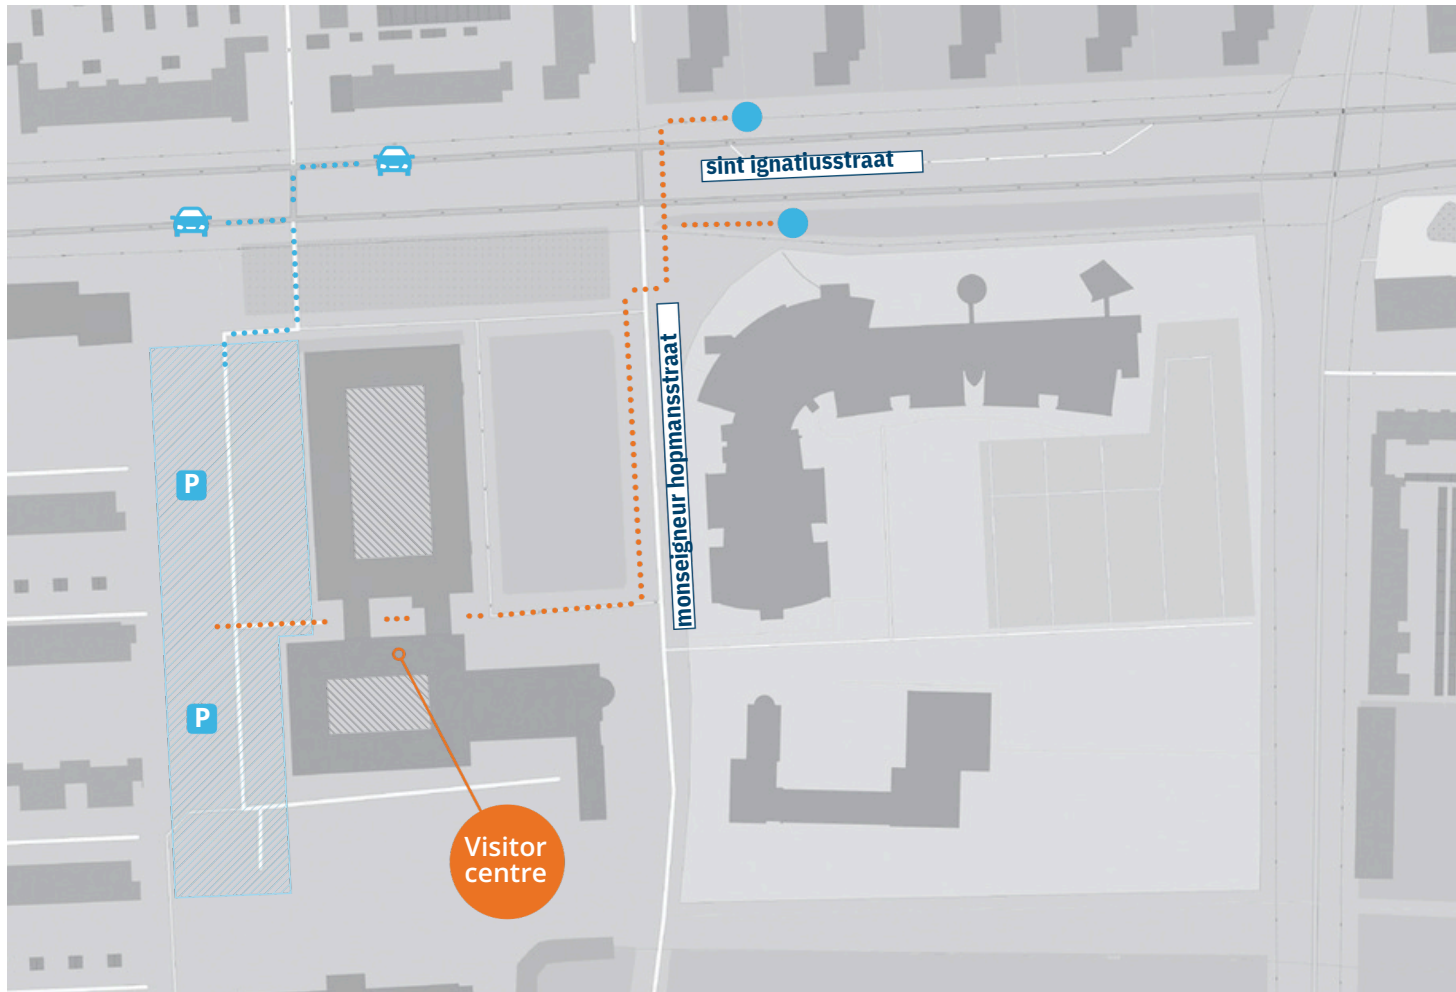 sint ignatiusstraat
monseigneur hopmansstraat
P
P
Visitor
centre